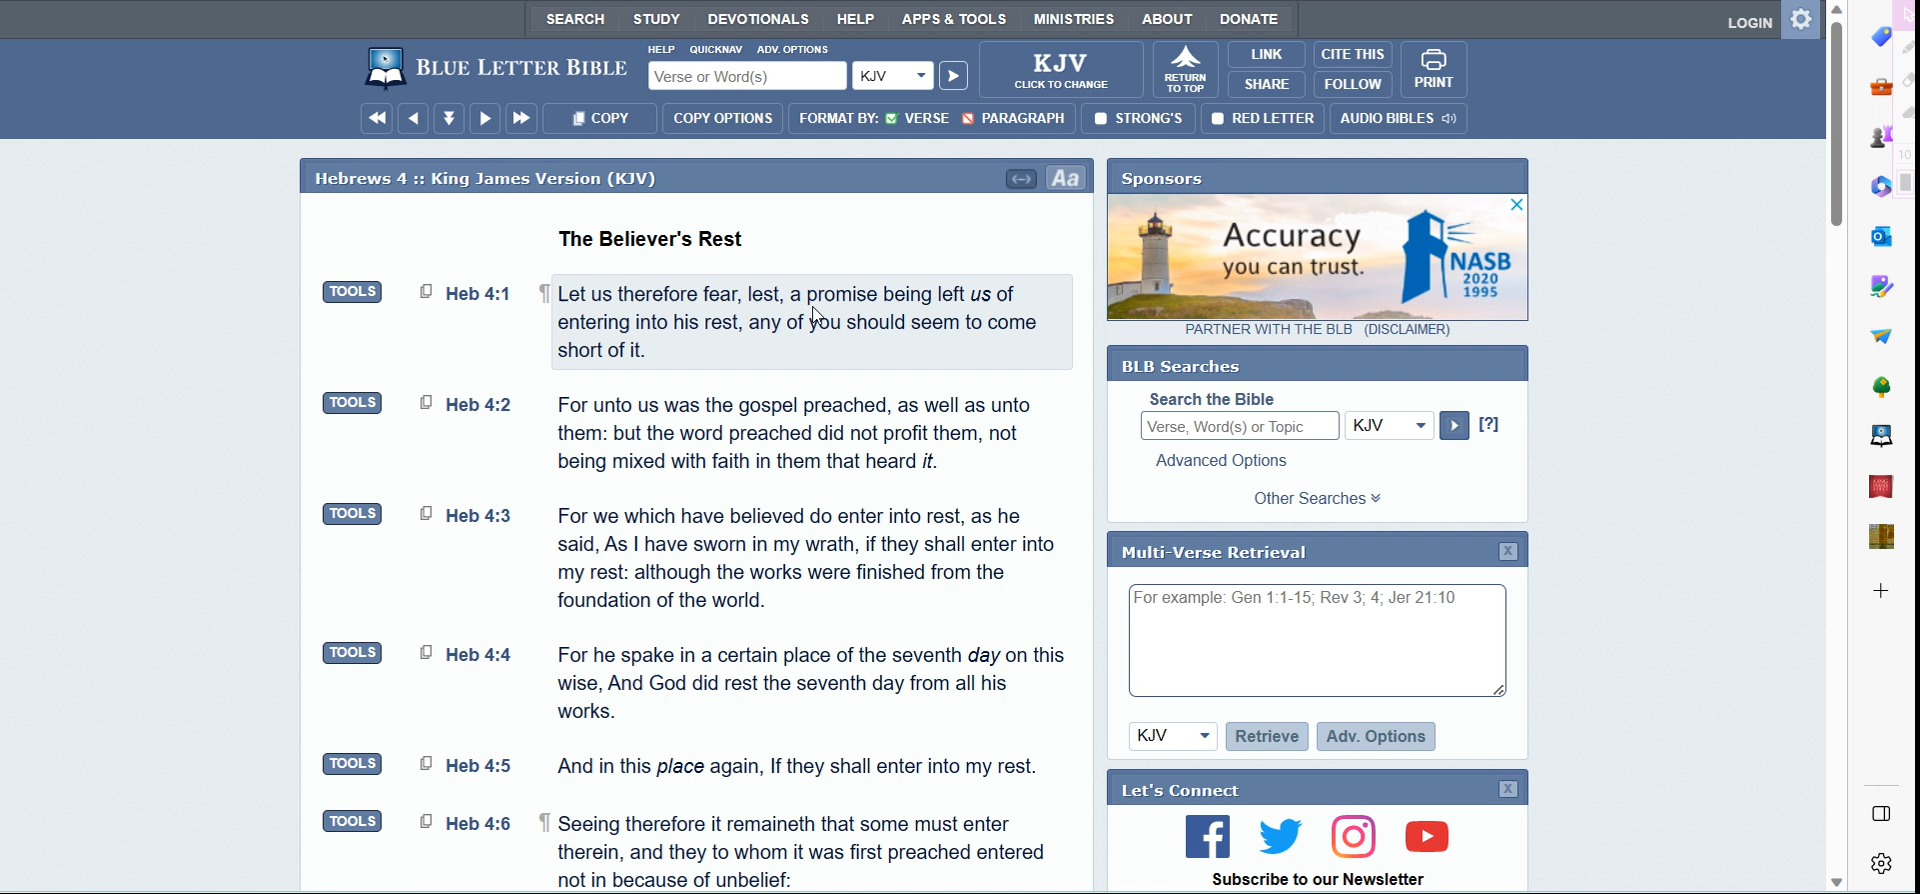 SEARCH STUDY DEVOTIONALS HELP APPS & TOOLS MINISTRIES ABOUT DONATE
LOGIN
BLUE LETTER BIBLE
HELP QUICKNAV ADV. OPTIONS
Verse or Word(s) KJV
KJV
CLICK TO CHANGE
RETURN
TO TOP
LINK CITE THIS
SHARE FOLLOW
PRINT
COPY COPY OPTIONS FORMAT BY: VERSE PARAGRAPH STRONG'S RED LETTER AUDIO BIBLES
Hebrews 4 :: King James Version (KJV)
Aa
The Believer's Rest
TOOLS Heb 4:1 ¶ Let us therefore fear, lest, a promise being left us of
entering into his rest, any of you should seem to come
short of it.
TOOLS Heb 4:2 For unto us was the gospel preached, as well as unto
them: but the word preached did not profit them, not
being mixed with faith in them that heard it.
TOOLS Heb 4:3 For we which have believed do enter into rest, as he
said, As I have sworn in my wrath, if they shall enter into
my rest: although the works were finished from the
foundation of the world.
TOOLS Heb 4:4 For he spake in a certain place of the seventh day on this
wise, And God did rest the seventh day from all his
works.
TOOLS Heb 4:5 And in this place again, If they shall enter into my rest.
TOOLS Heb 4:6 ¶ Seeing therefore it remaineth that some must enter
therein, and they to whom it was first preached entered
not in because of unbelief:
Sponsors
Accuracy
you can trust.
NASB
2020
1995
PARTNER WITH THE BLB (DISCLAIMER)
BLB Searches
Search the Bible
Verse, Word(s) or Topic KJV [?]
Advanced Options
Other Searches
Multi-Verse Retrieval X
For example: Gen 1:1-15; Rev 3; 4; Jer 21:10
KJV Retrieve Adv. Options
Let's Connect X
Subscribe to our Newsletter
10